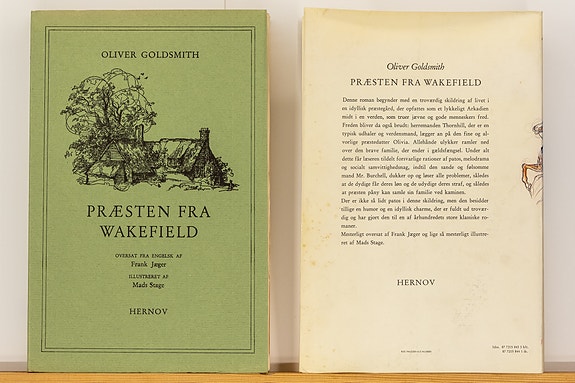 OLIVER GOLDSMITH
PRÆSTEN FRA
WAKEFIELD
OVERSAT FRA ENGELSK AF
Frank Jæger
ILLUSTRERET AF
Mads Stage
HERNOV
Oliver Goldsmith
PRÆSTEN FRA WAKEFIELD
Denne roman begynder med en troværdig skildring af livet i
en idyllisk præstegård, der opfattes som et lykkeligt Arkadien
midt i en verden, som truer jævne og gode menneskers fred.
Freden bliver da også brudt: herremanden Thornhill, der er en
typisk udhaler og verdensmand, lægger an på den fine og al-
vorlige præstedatter Olivia. Allehånde ulykker ramler ned
over den brave familie, der ender i gældsfængsel. Under alt
dette får læseren tildelt forsvarlige rationer af patos, melodrama
og socialt samvittighedsnag, indtil den sande og følsomme
mand Mr. Burchell, dukker op og løser alle problemer, således
at de dydige får deres løn og de udydige deres straf, og således
at præsten påny kan samle sin familie ved kaminen.
Der er ikke så lidt patos i denne skildring, men den besidder
tillige en humor og en idyllisk charme, der er fuldt ud trovær-
dig og har gjort den til en af århundredets store klassiske ro-
maner.
Mesterligt oversat af Frank Jæger og lige så mesterligt illustre-
ret af Mads Stage.
HERNOV